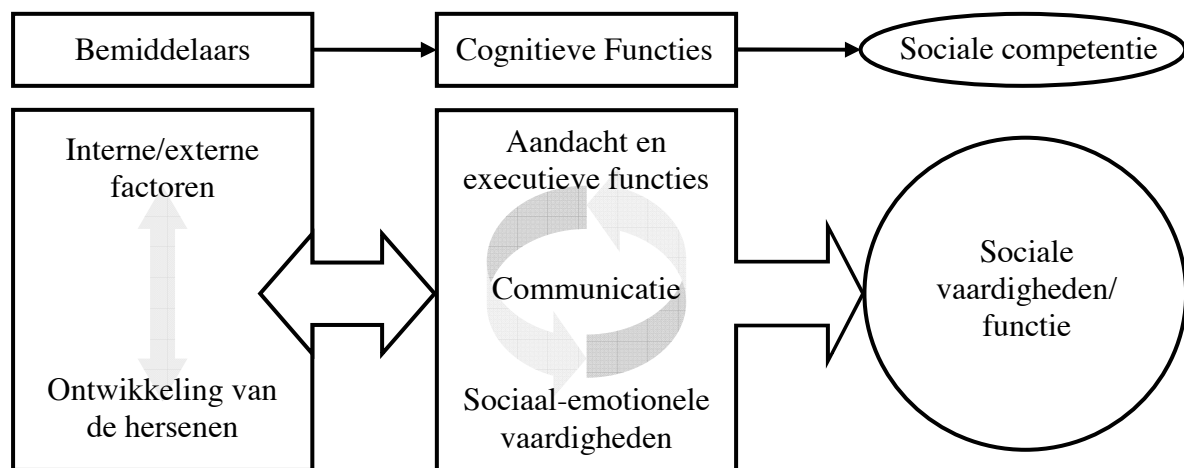 Bemiddelaars
Cognitieve Functies
Sociale competentie
Interne/externe
factoren
Ontwikkeling van
de hersenen
Aandacht en
executieve functies
Communicatie
Sociaal-emotionele
vaardigheden
Sociale
vaardigheden/
functie